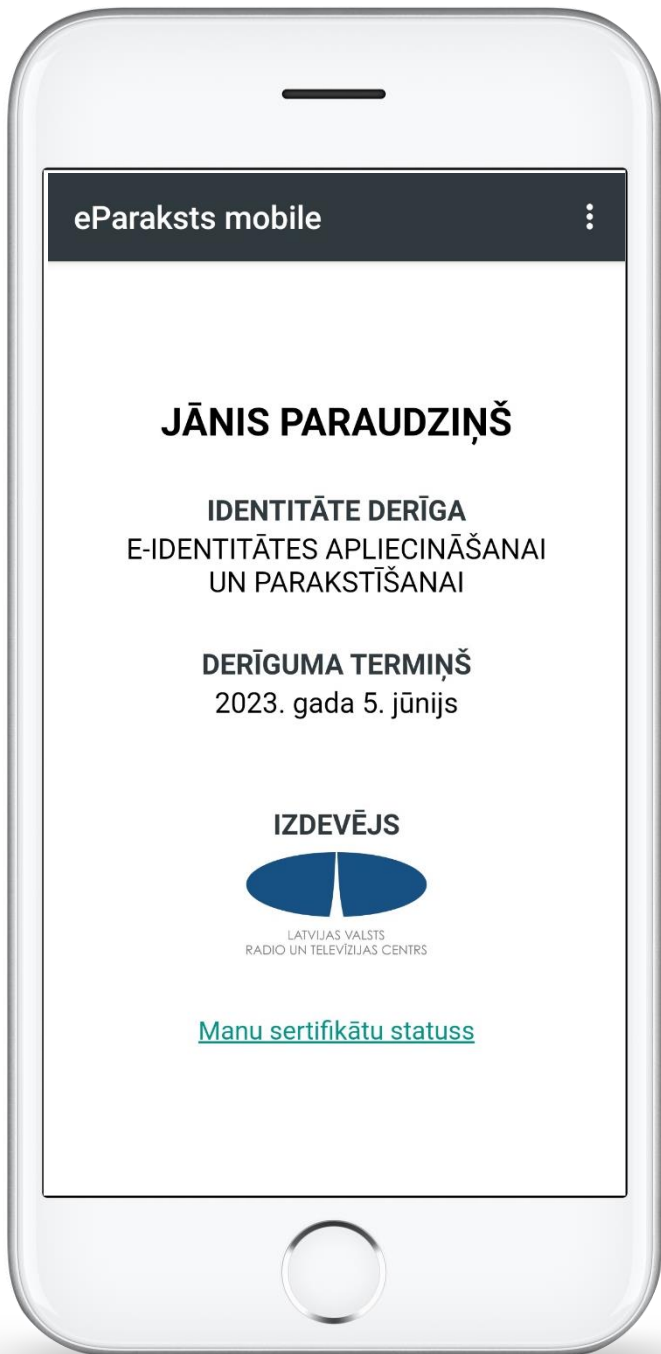 eParaksts mobile
JĀNIS PARAUDZIŅŠ
IDENTITĀTE DERĪGA
E-IDENTITĀTES APLIECINĀŠANAI
UN PARAKSTĪŠANAI
DERĪGUMA TERMIŅŠ
2023. gada 5. jūnijs
IZDEVĒJS
LATVIJAS VALSTS
RADIO UN TELEVĪZIJAS CENTRS
Manu sertifikātu statuss